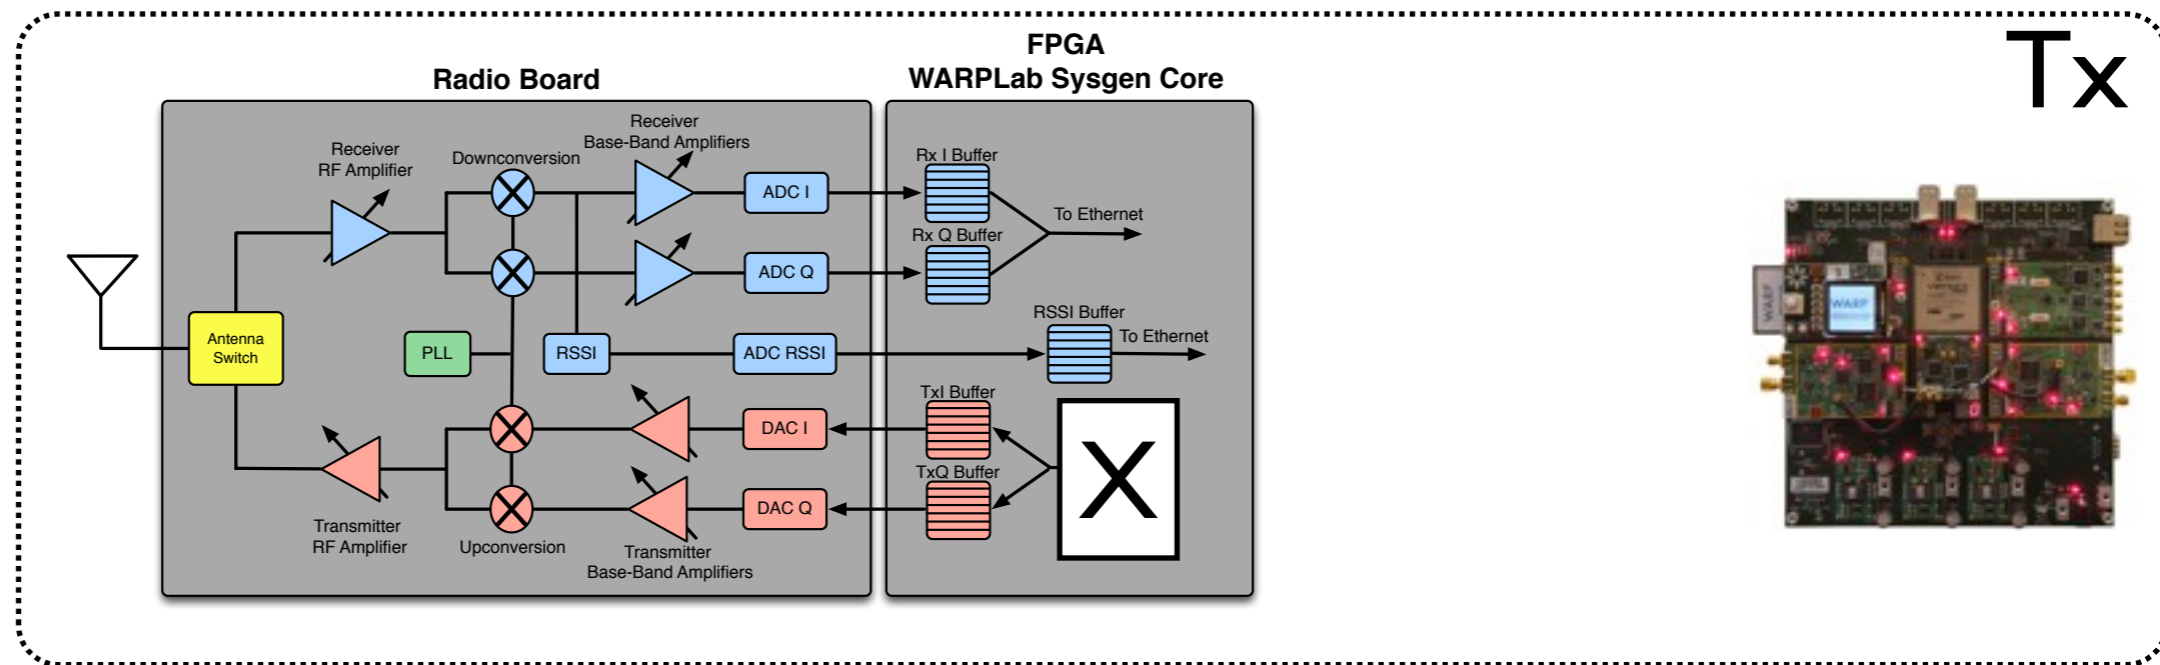 Tx
FPGA
WARPLab Sysgen Core
Radio Board
Receiver
Base-Band Amplifiers
Receiver
RF Amplifier
Downconversion
ADC I
Rx I Buffer
To Ethernet
Rx Q Buffer
ADC Q
Antenna
Switch
PLL
RSSI
ADC RSSI
RSSI Buffer
To Ethernet
TxI Buffer
DAC I
TxQ Buffer
DAC Q
X
Transmitter
RF Amplifier
Upconversion
Transmitter
Base-Band Amplifiers
WARP
WARP